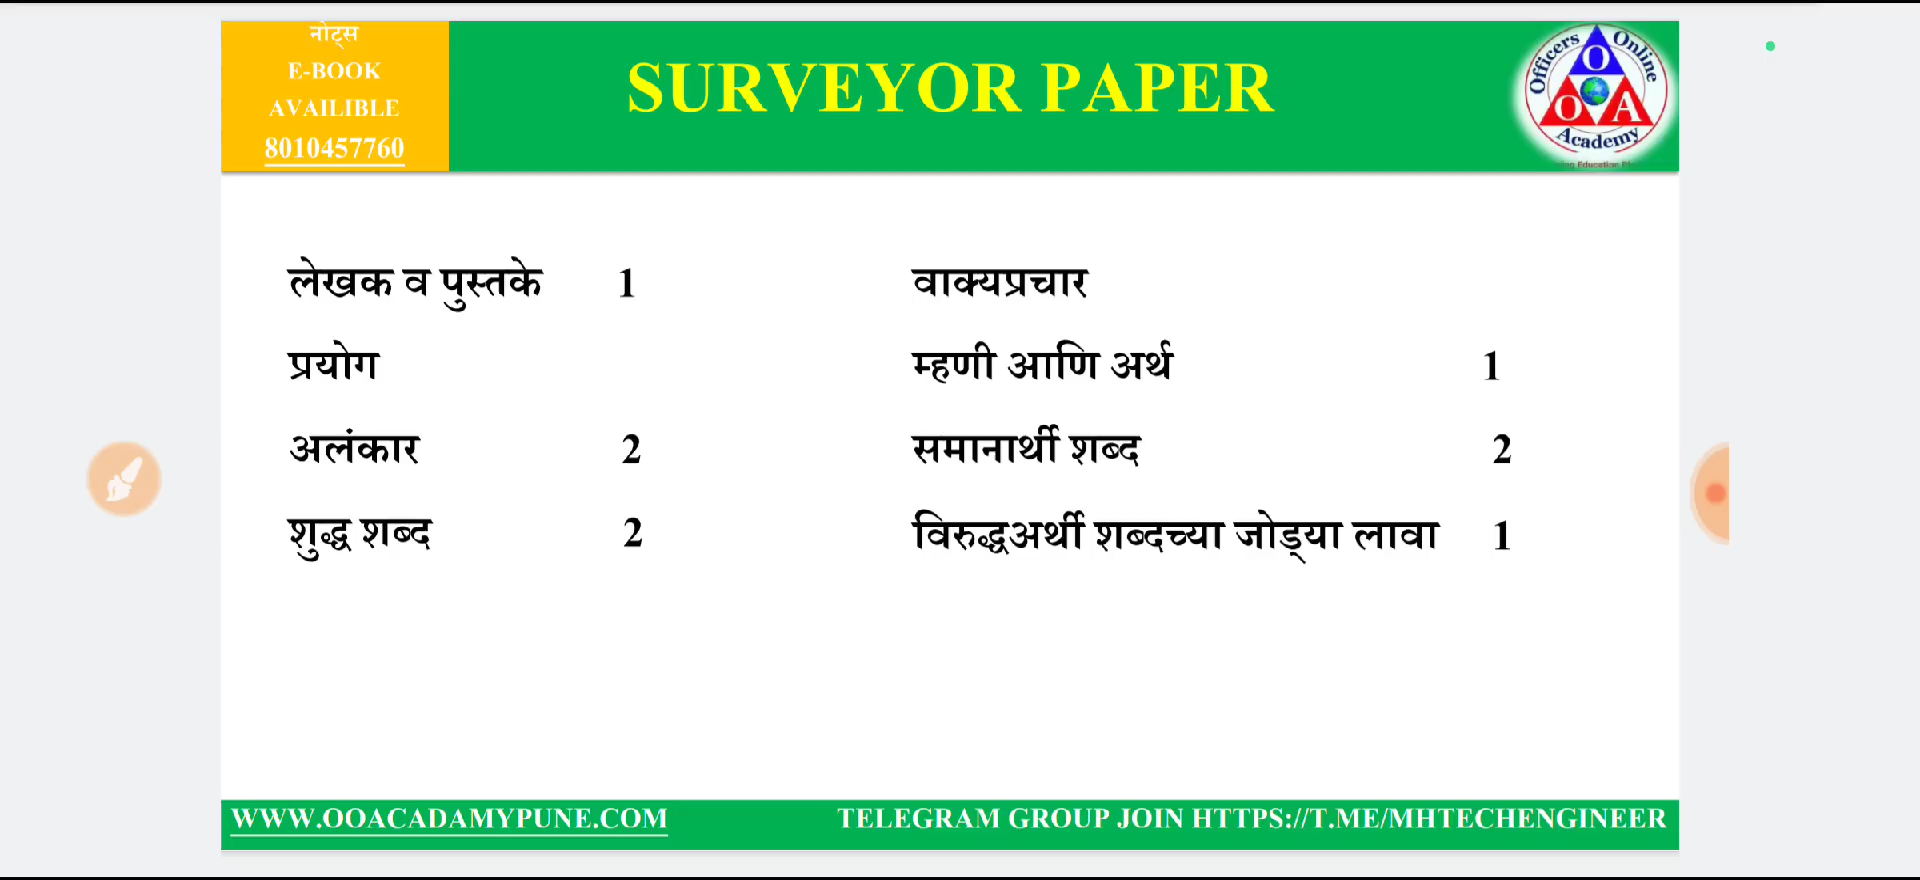 नोट्स
E-BOOK
AVAILIBLE
8010457760
SURVEYOR PAPER
Officers Online
O
O A
Academy
लेखक व पुस्तके 1
प्रयोग
अलंकार 2
शुद्ध शब्द 2
वाक्यप्रचार
म्हणी आणि अर्थ 1
समानार्थी शब्द 2
विरुद्धअर्थी शब्दच्या जोड्या लावा 1
WWW.OOACADAMYPUNE.COM
TELEGRAM GROUP JOIN HTTPS://T.ME/MHTECHENGINEER